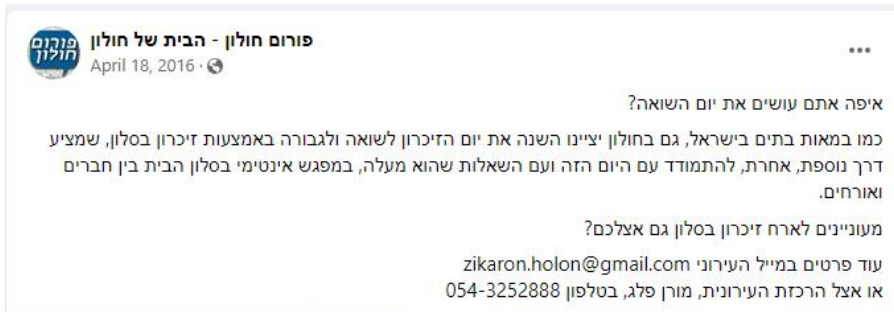 פורום חולון
פורום חולון - הבית של חולון
April 18, 2016
איפה אתם עושים את יום השואה?
כמו במאות בתים בישראל, גם בחולון יציינו השנה את יום הזיכרון לשואה ולגבורה באמצעות זיכרון בסלון, שמציע
דרך נוספת, אחרת, להתמודד עם היום הזה ועם השאלות שהוא מעלה, במפגש אינטימי בסלון הבית בין חברים
ואורחים.
מעוניינים לארח זיכרון בסלון גם אצלכם?
עוד פרטים במייל העירוני zikaron.holon@gmail.com
או אצל הרכזת העירונית, מורן פלג, בטלפון 054-3252888